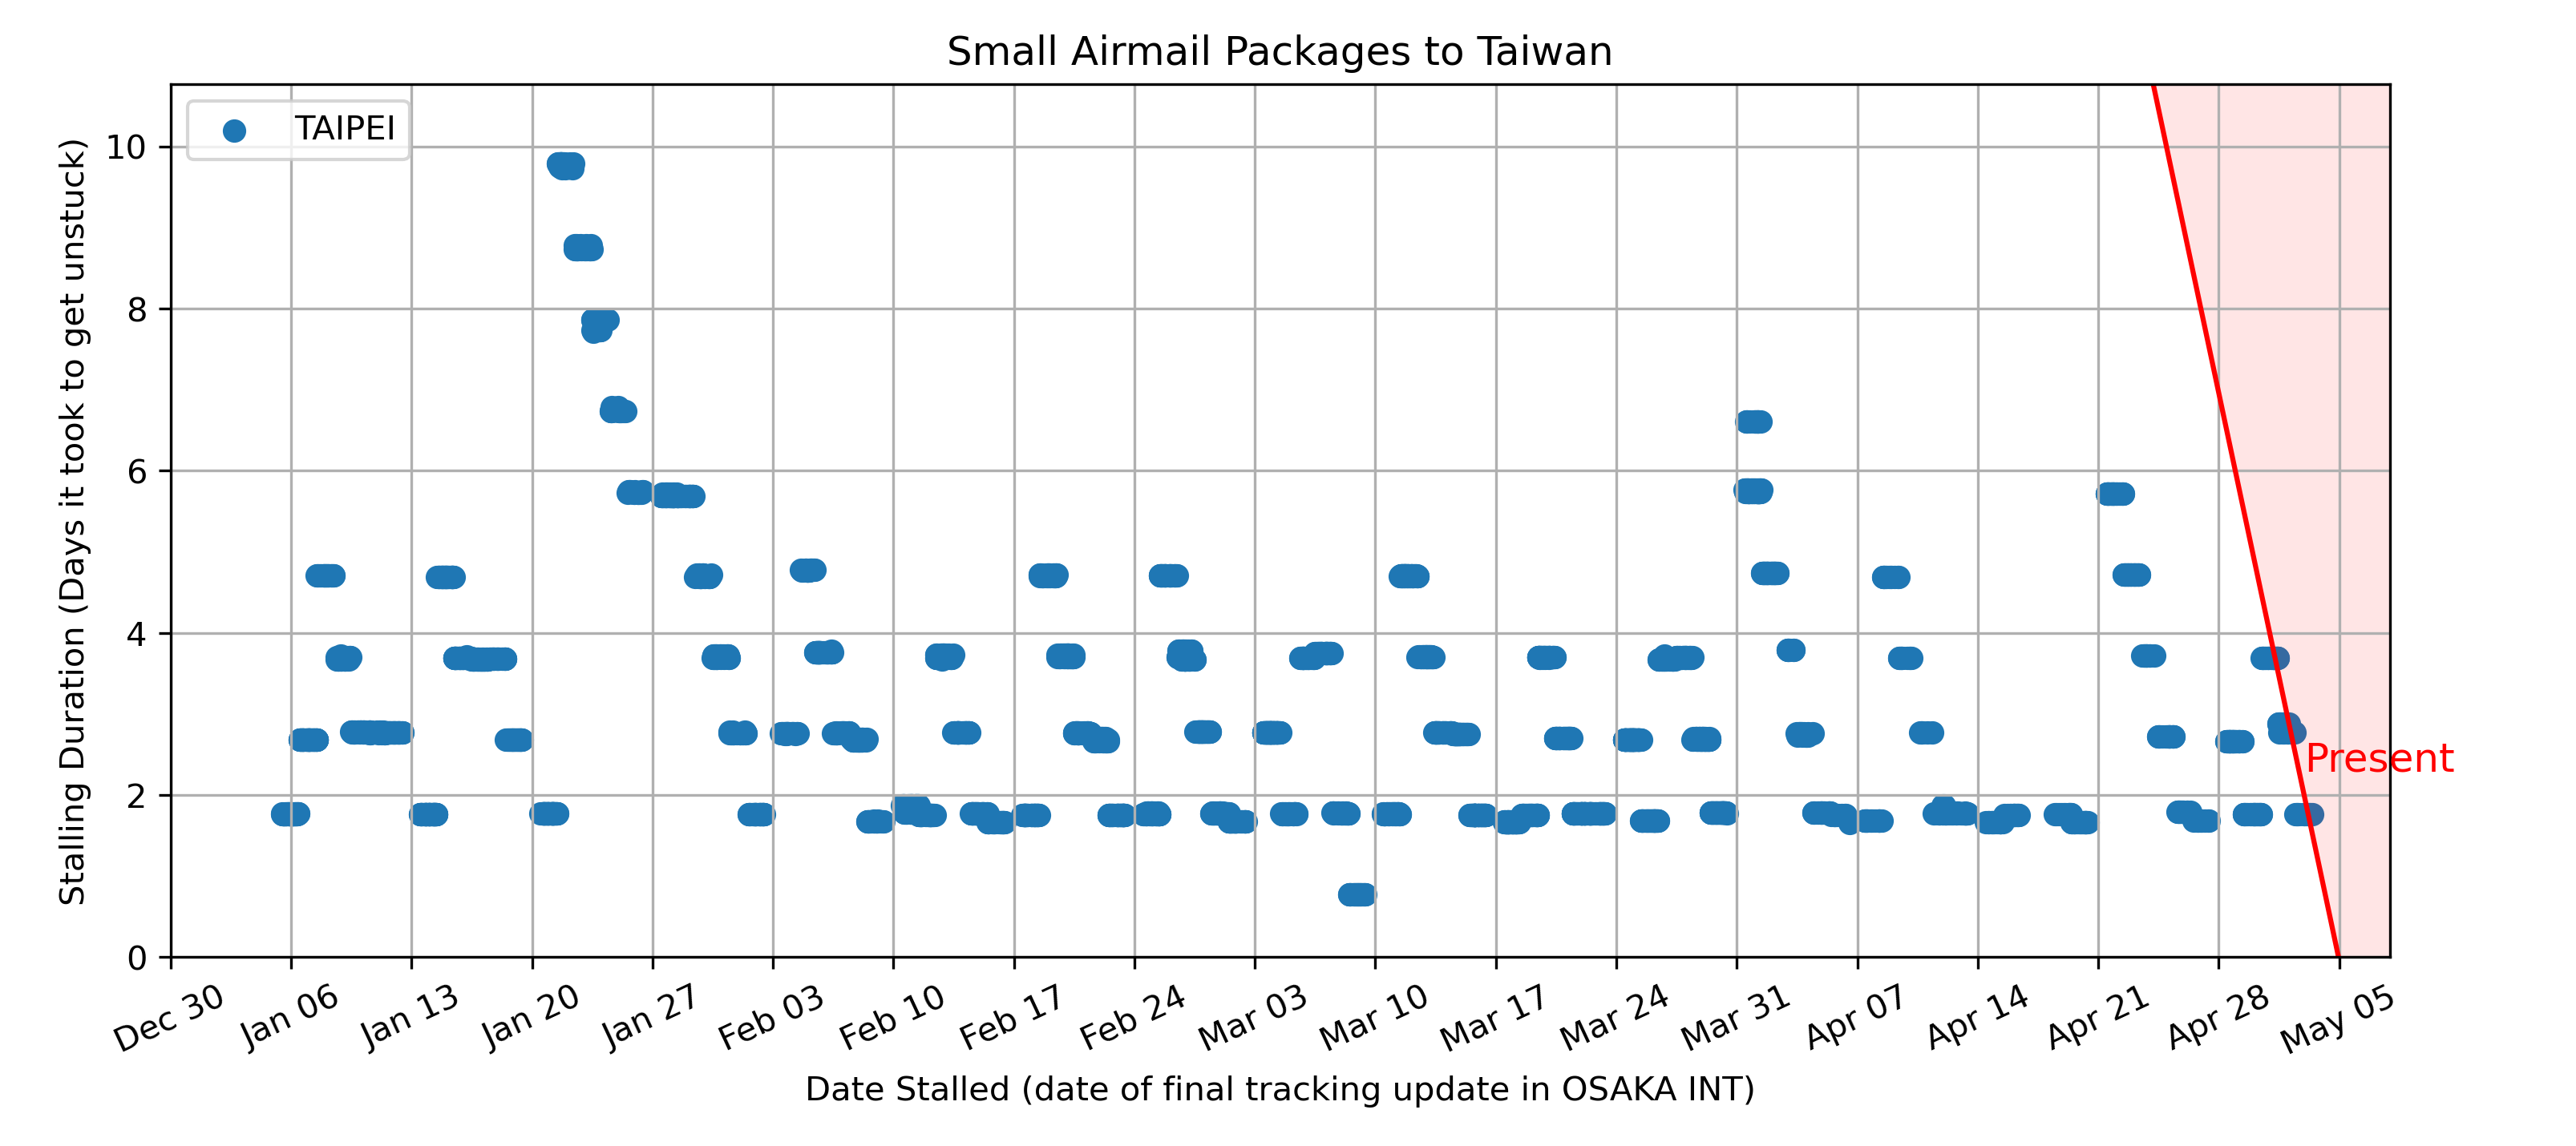 Small Airmail Packages to Taiwan
TAIPEI
Stalling Duration (Days it took to get unstuck)
10
8
6
4
2
0
Present
Dec 30
Jan 06
Jan 13
Jan 20
Jan 27
Feb 03
Feb 10
Feb 17
Feb 24
Mar 03
Mar 10
Mar 17
Mar 24
Mar 31
Apr 07
Apr 14
Apr 21
Apr 28
May 05
Date Stalled (date of final tracking update in OSAKA INT)